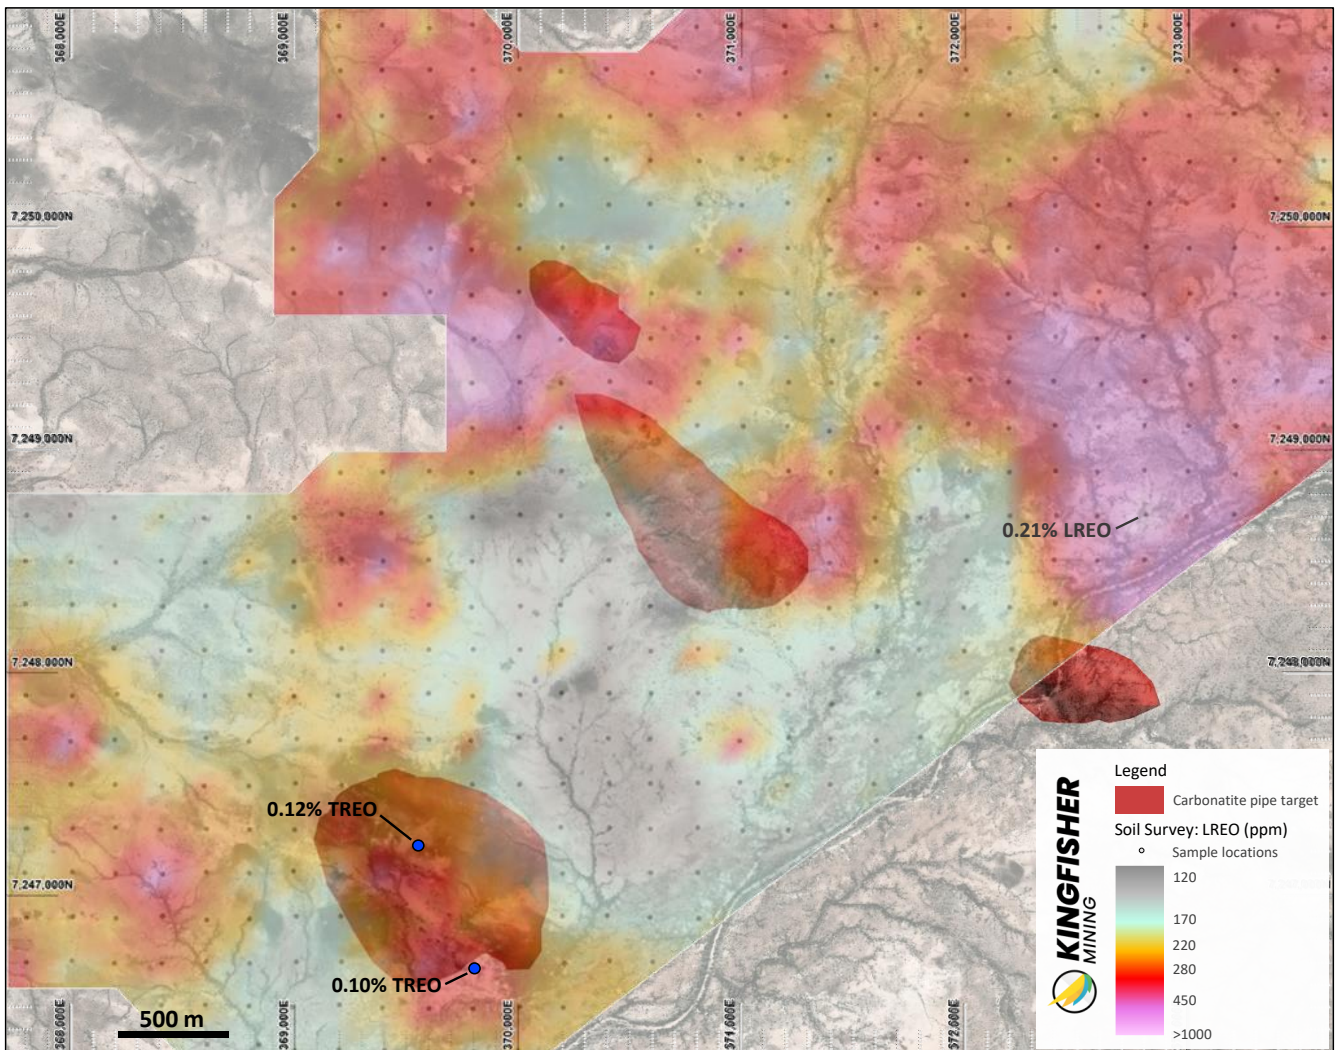 368,000E
369,000E
370,000E
371,000E
372,000E
373,000E
7,250,000N
7,250,000N
7,249,000N
7,249,000N
0.21% LREO
7,248,000N
7,248,000N
0.12% TREO
7,247,000N
0.10% TREO
500 m
368,000E
369,000E
370,000E
371,000E
372,000E
KINGFISHER
MINING
Legend
Carbonatite pipe target
Soil Survey: LREO (ppm)
Sample locations
120
170
220
280
450
>1000